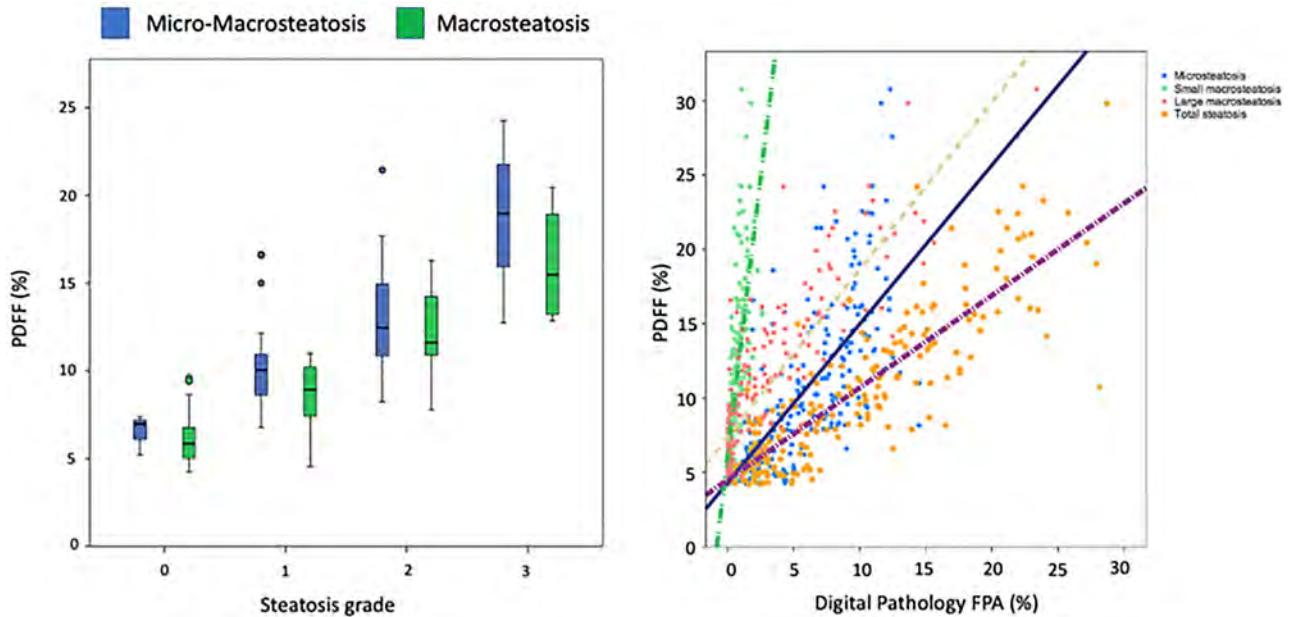 Micro-Macrosteatosis
Macrosteatosis
PDFF (%)
25
20
15
10
5
0
0
1
2
3
Steatosis grade
PDFF (%)
30
25
20
15
10
5
0
0
5
10
15
20
25
30
Digital Pathology FPA (%)
Microsteatosis
Small macrosteatosis
Large macrosteatosis
Total steatosis